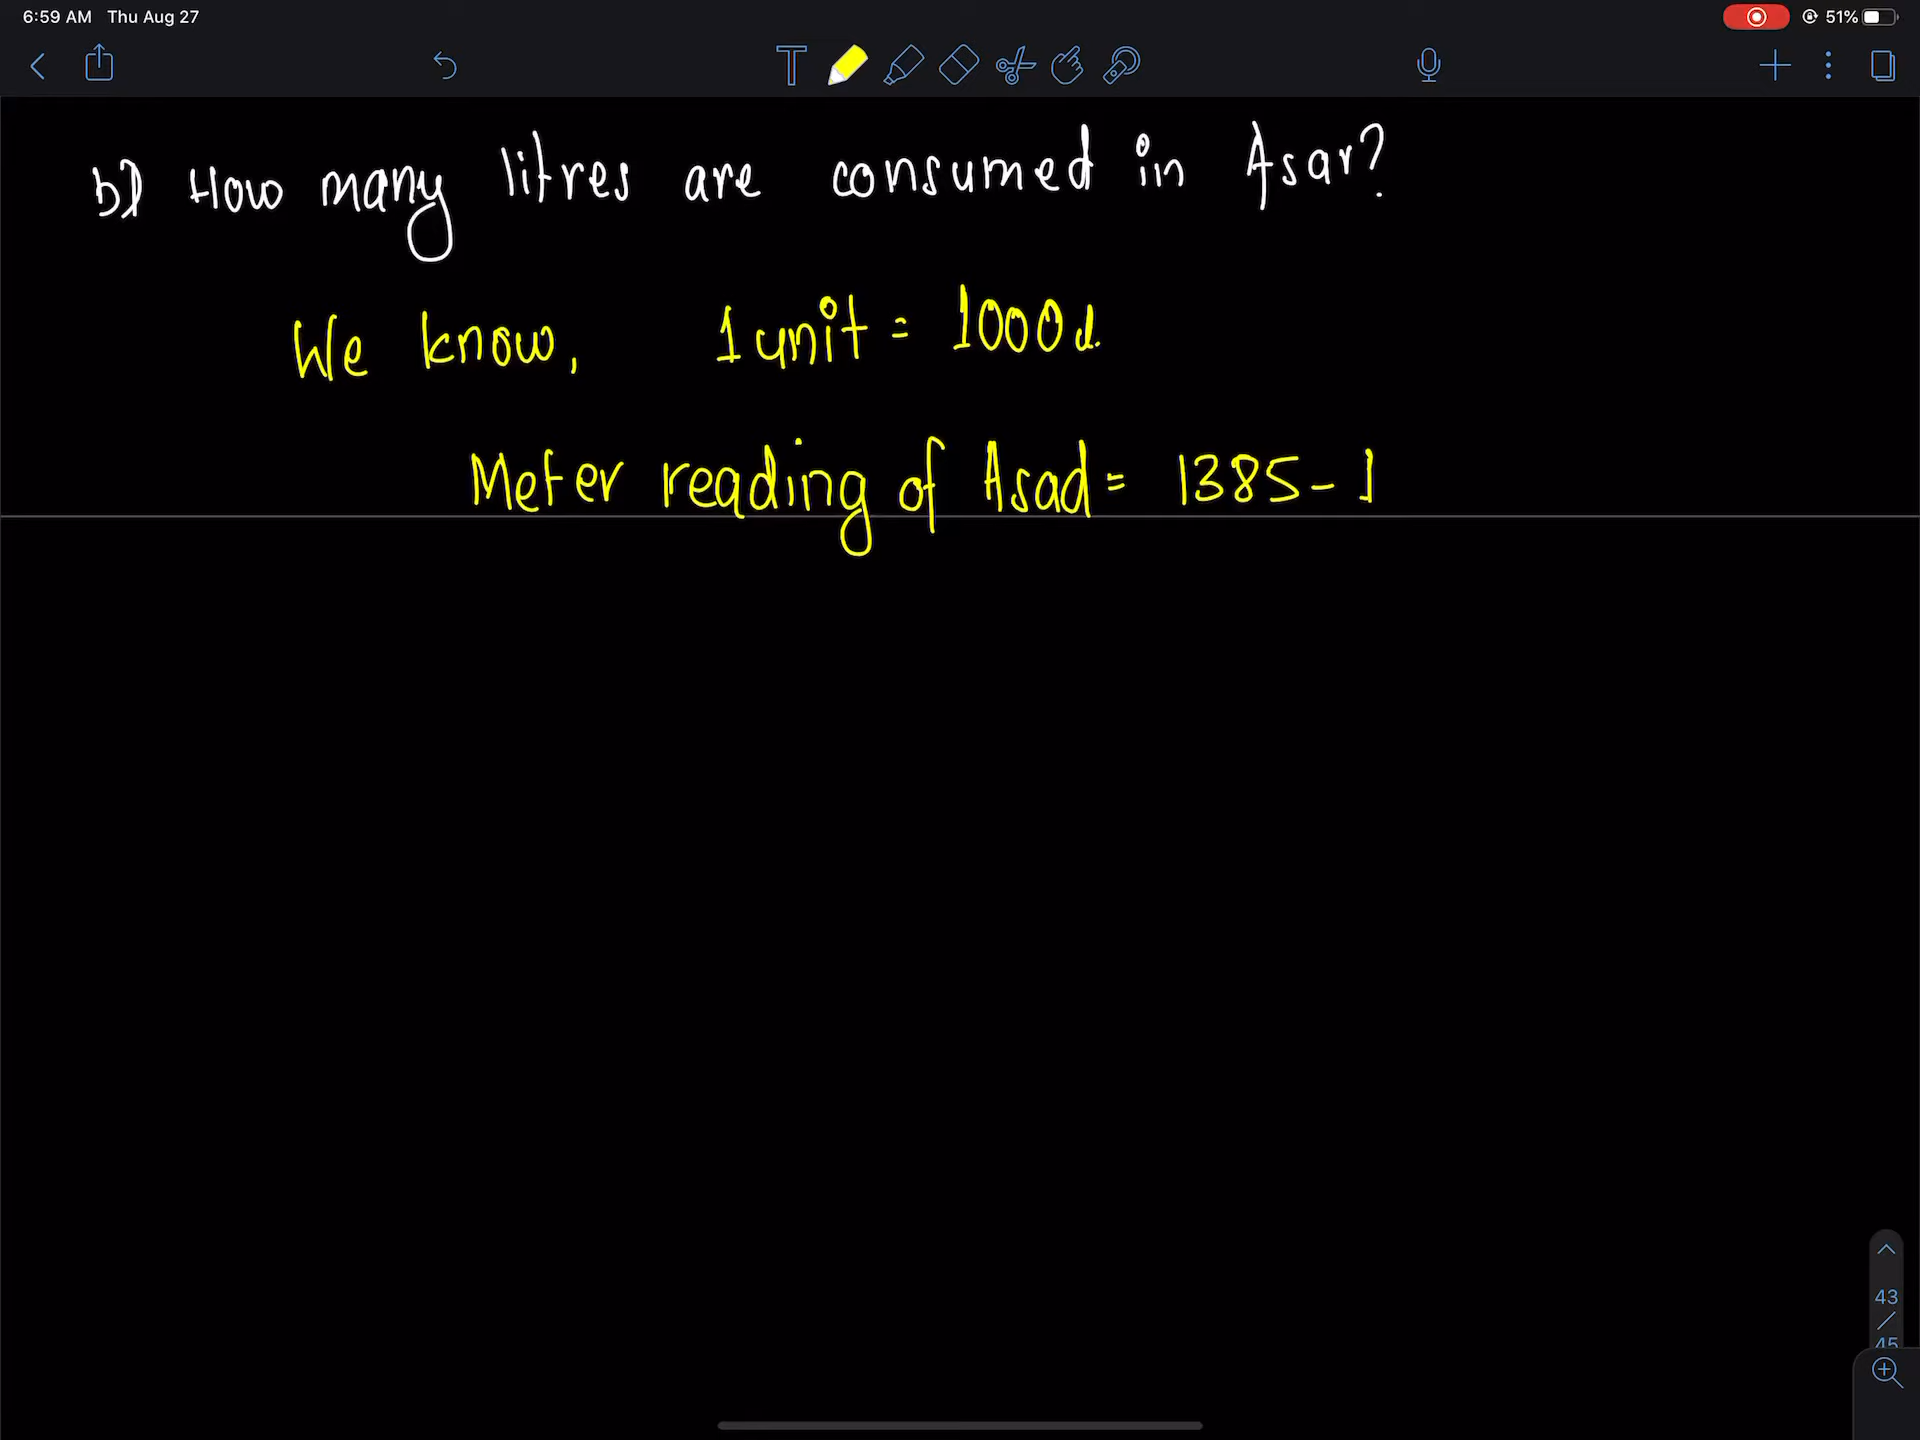 6:59 AM Thu Aug 27
51%
T
b) How many litres are consumed in Asar?
We know, 1 unit = 1000 l.
Meter reading of Asad = 1385 - 1
43
/
45